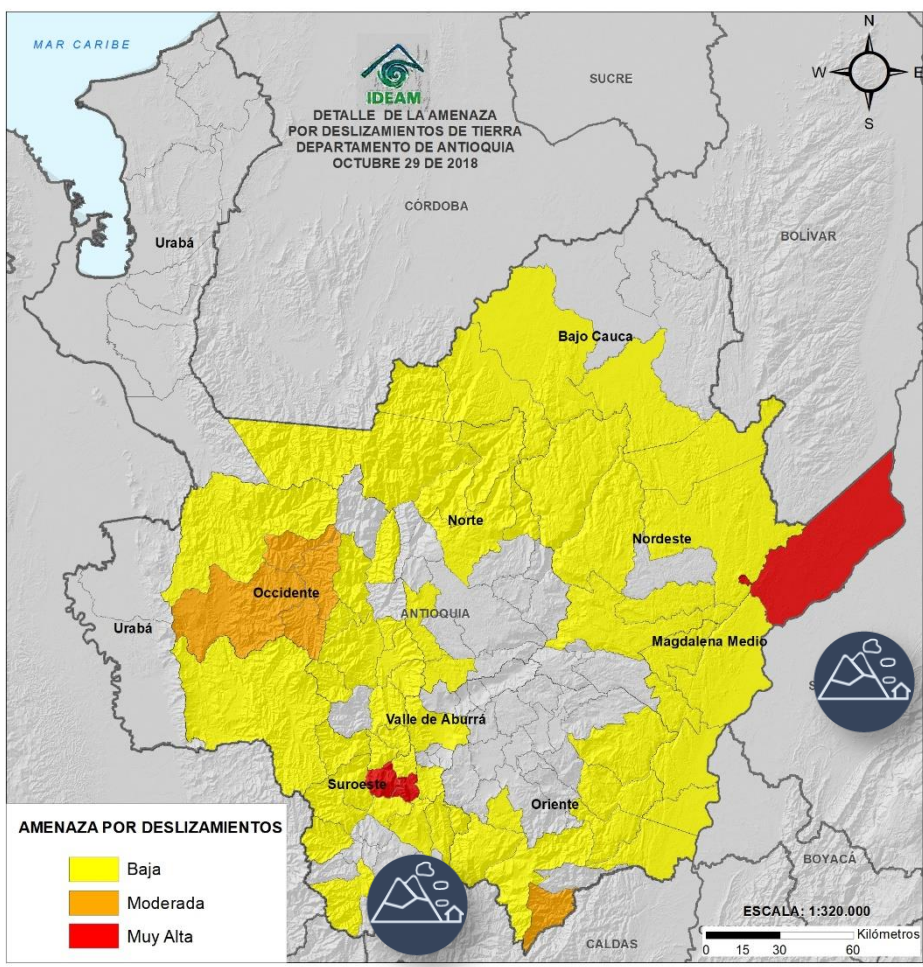 MAR CARIBE
N
W
E
S
IDEAM
DETALLE DE LA AMENAZA
POR DESLIZAMIENTOS DE TIERRA
DEPARTAMENTO DE ANTIOQUIA
OCTUBRE 29 DE 2018
SUCRE
CÓRDOBA
BOLÍVAR
Urabá
Bajo Cauca
Norte
Nordeste
Occidente
ANTIOQUIA
Urabá
Magdalena Medio
Valle de Aburrá
Suroeste
Oriente
AMENAZA POR DESLIZAMIENTOS
Baja
Moderada
Muy Alta
BOYACÁ
CALDAS
ESCALA: 1:320.000
Kilómetros
0 15 30 60